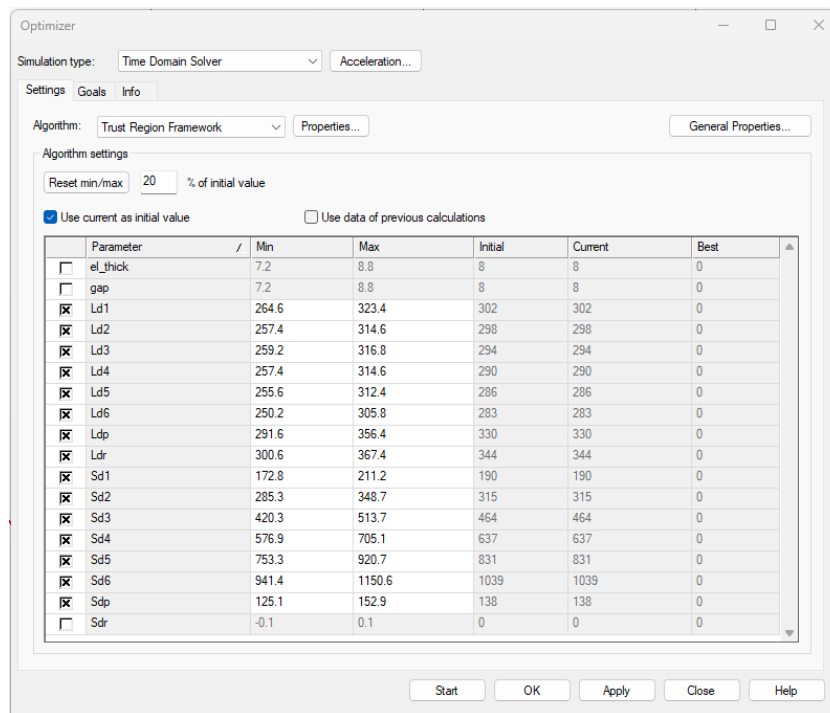 Optimizer
Simulation type: Time Domain Solver Acceleration...
Settings Goals Info
Algorithm: Trust Region Framework Properties... General Properties...
Algorithm settings
Reset min/max 20 % of initial value
Use current as initial value Use data of previous calculations
Parameter / Min Max Initial Current Best
el_thick 7.2 8.8 8 8 0
gap 7.2 8.8 8 8 0
Ld1 264.6 323.4 302 302 0
Ld2 257.4 314.6 298 298 0
Ld3 259.2 316.8 294 294 0
Ld4 257.4 314.6 290 290 0
Ld5 255.6 312.4 286 286 0
Ld6 250.2 305.8 283 283 0
Ldp 291.6 356.4 330 330 0
Ldr 300.6 367.4 344 344 0
Sd1 172.8 211.2 190 190 0
Sd2 285.3 348.7 315 315 0
Sd3 420.3 513.7 464 464 0
Sd4 576.9 705.1 637 637 0
Sd5 753.3 920.7 831 831 0
Sd6 941.4 1150.6 1039 1039 0
Sdp 125.1 152.9 138 138 0
Sdr -0.1 0.1 0 0 0
Start OK Apply Close Help